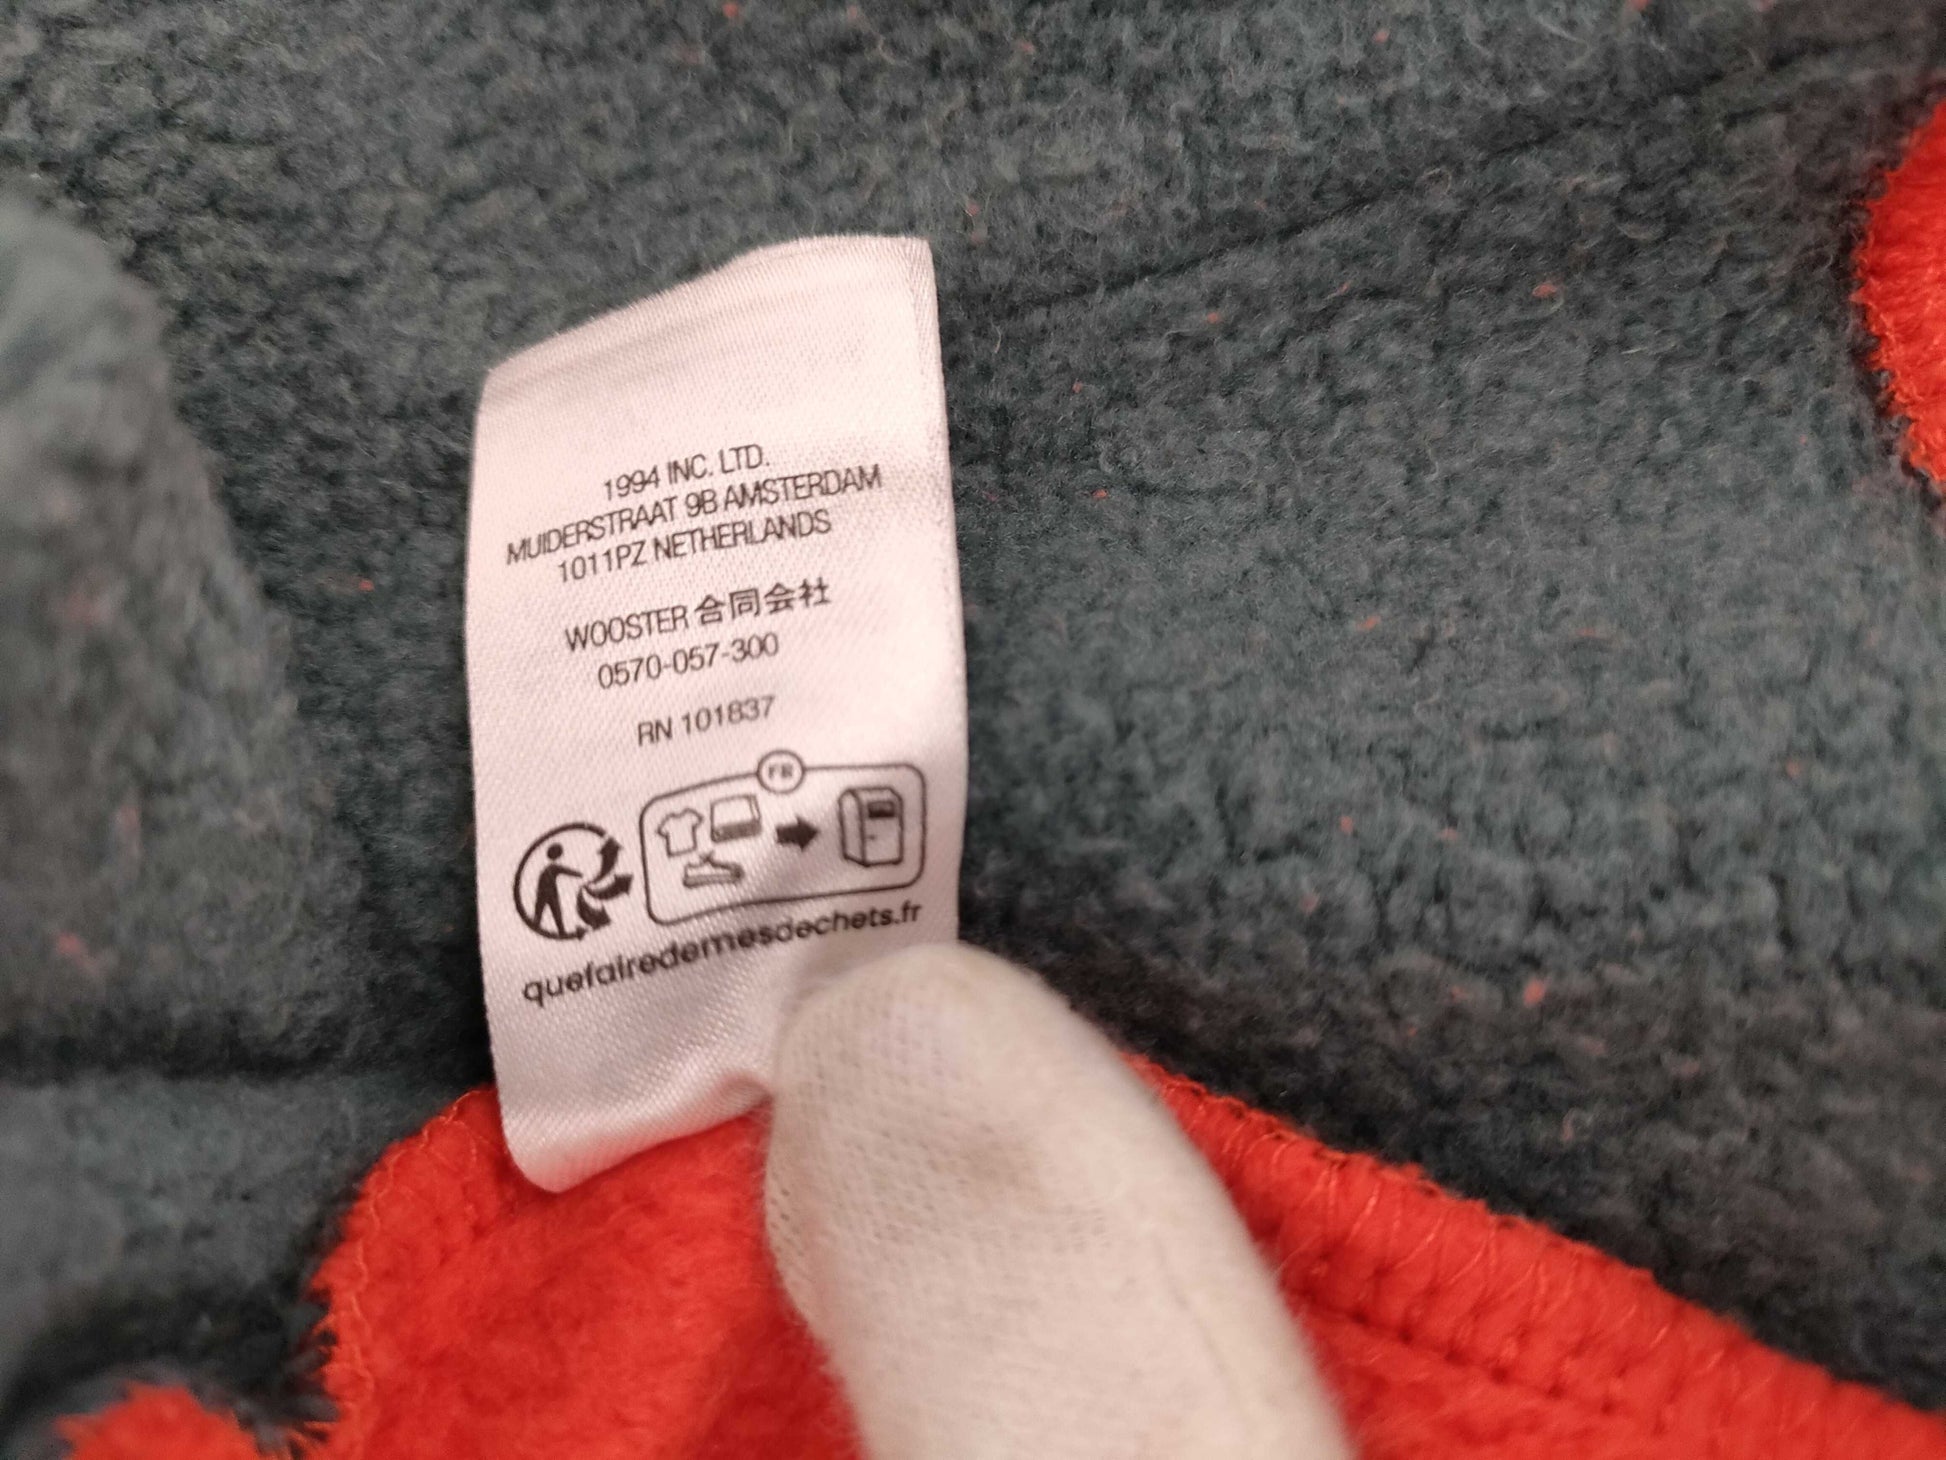 1994 INC. LTD.
MUIDERSTRAAT 9B AMSTERDAM
1011PZ NETHERLANDS
WOOSTER 合同会社
0570-057-300
RN 101837
FR
quefairedemesdechets.fr